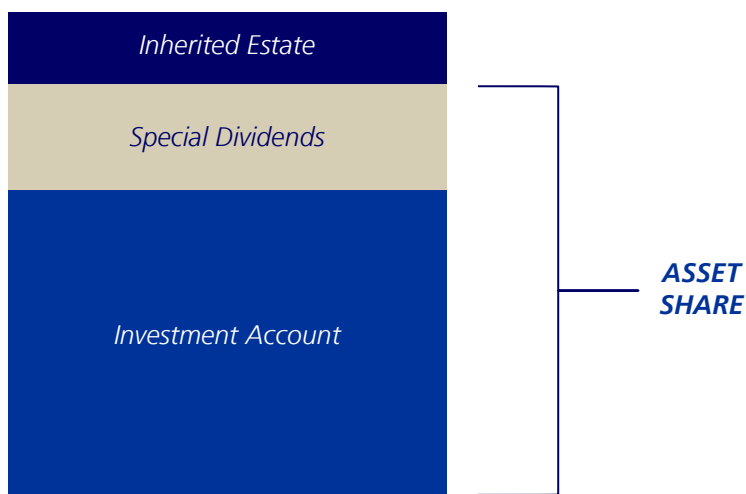 Inherited Estate
Special Dividends
ASSET
SHARE
Investment Account